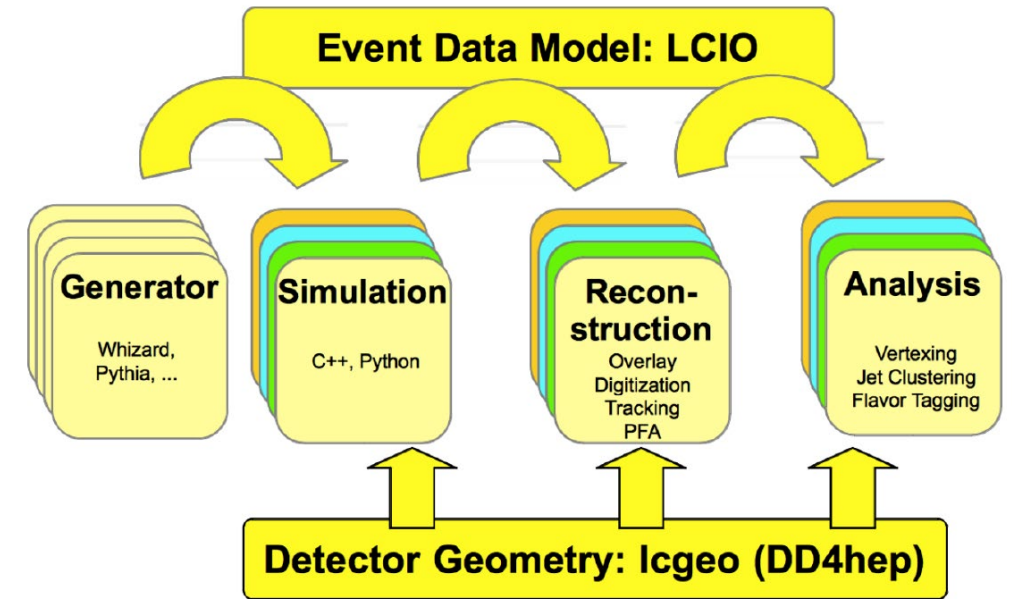 Event Data Model: LCIO
Generator
Whizard,
Pythia, ...
Simulation
C++, Python
Recon-
struction
Overlay
Digitization
Tracking
PFA
Analysis
Vertexing
Jet Clustering
Flavor Tagging
Detector Geometry: lcgeo (DD4hep)